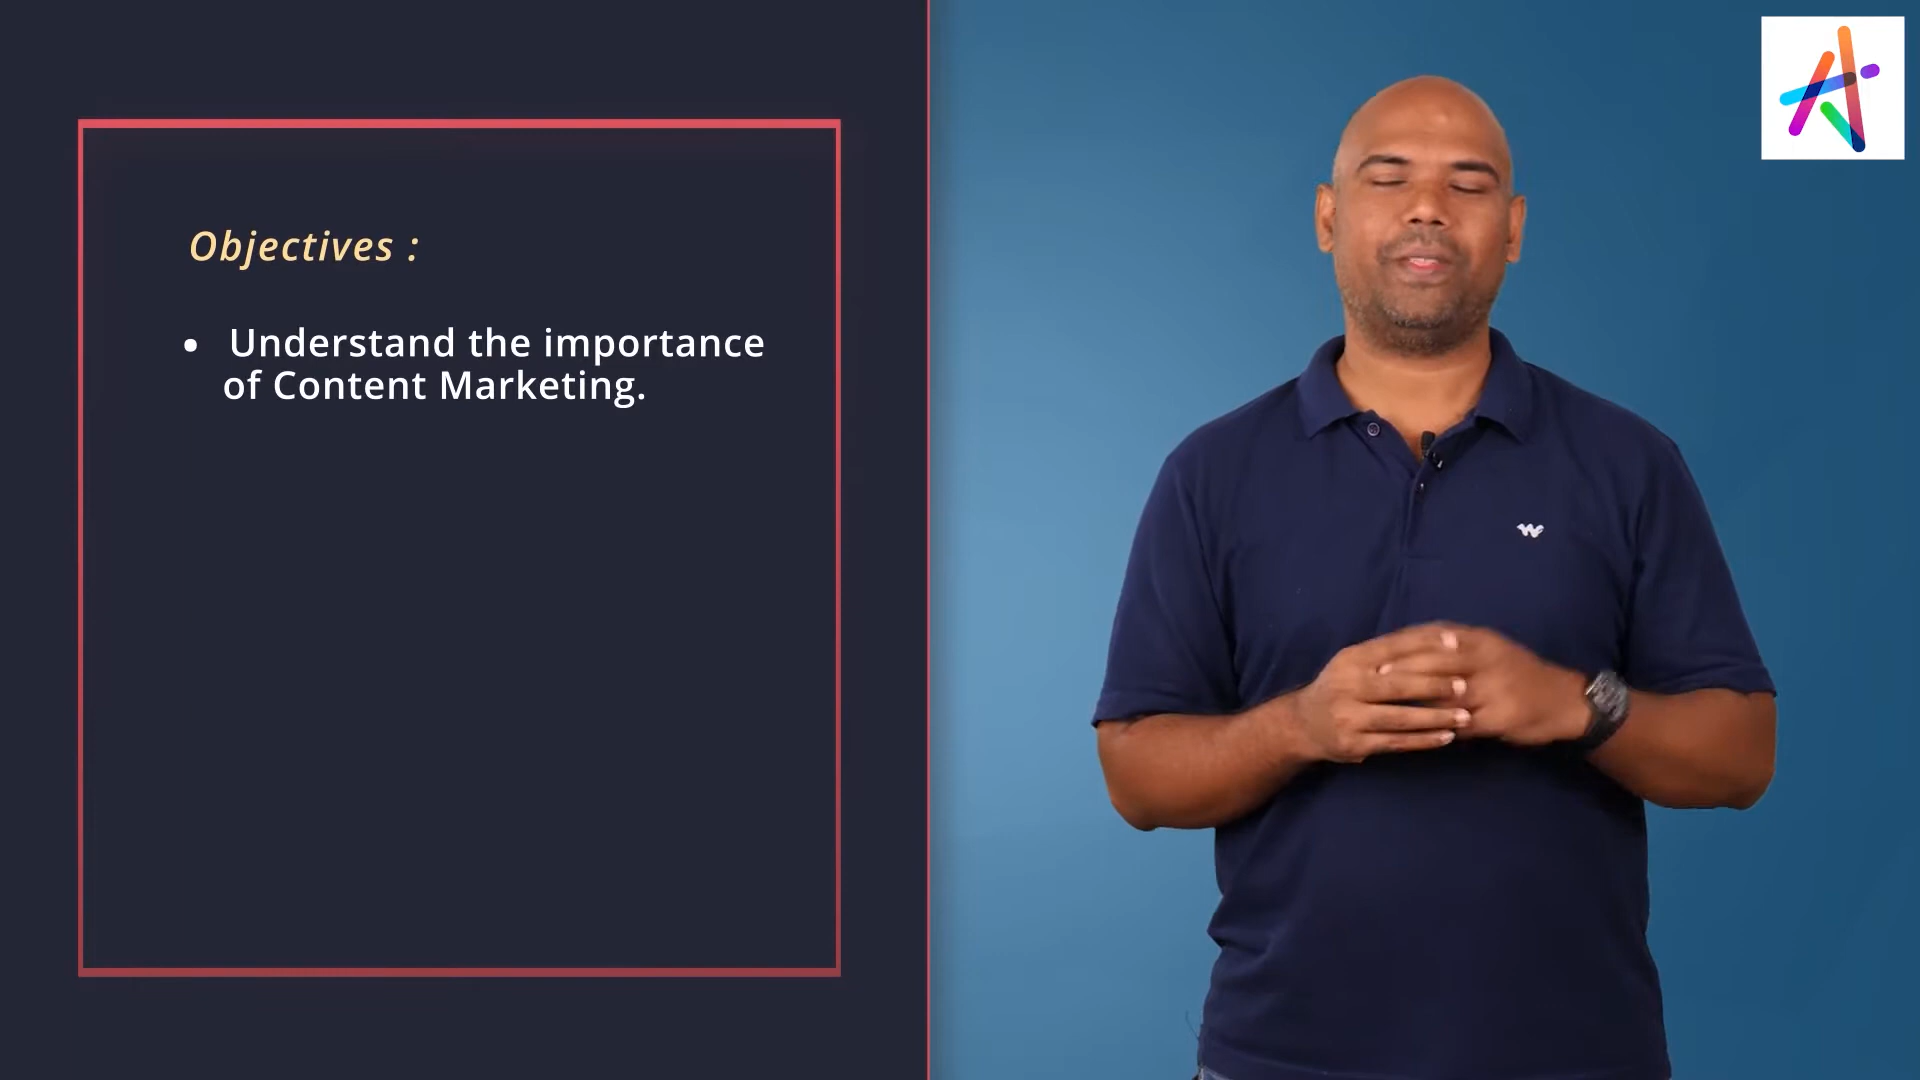 Objectives :
• Understand the importance
of Content Marketing.